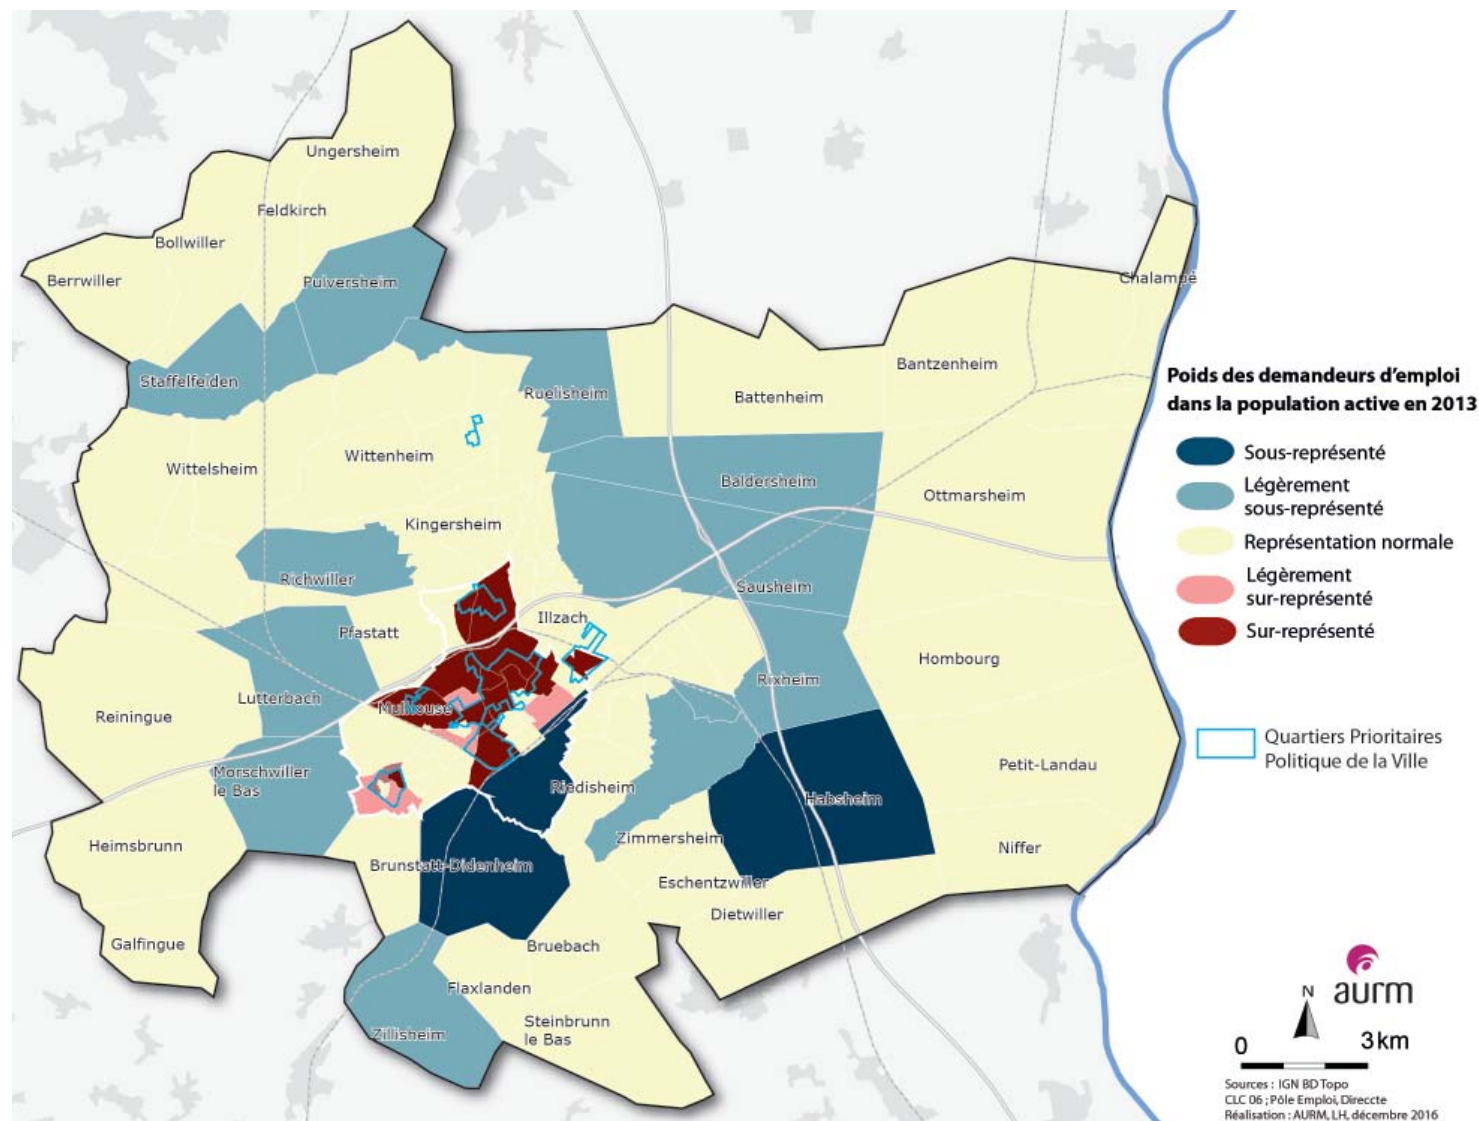 Ungersheim
Feldkirch
Bollwiller
Berrwiller
Pulversheim
Chalampé
Staffelfelden
Ruelisheim
Battenheim
Bantzenheim
Wittelsheim
Wittenheim
Baldersheim
Ottmarsheim
Kingersheim
Richwiller
Sausheim
Illzach
Pfastatt
Hombourg
Rixheim
Lutterbach
Mulhouse
Reiningue
Morschwiller
le Bas
Riedisheim
Petit-Landau
Habsheim
Zimmersheim
Heimsbrunn
Niffer
Brunstatt-Didenheim
Eschentzwiller
Dietwiller
Galfingue
Bruebach
Flaxlanden
Steinbrunn
le Bas
Zillisheim
Poids des demandeurs d’emploi
dans la population active en 2013
Sous-représenté
Légèrement
sous-représenté
Représentation normale
Légèrement
sur-représenté
Sur-représenté
Quartiers Prioritaires
Politique de la Ville
aurm
N
0 3 km
Sources : IGN BD Topo
CLC 06 ; Pôle Emploi, Direccte
Réalisation : AURM, LH, décembre 2016